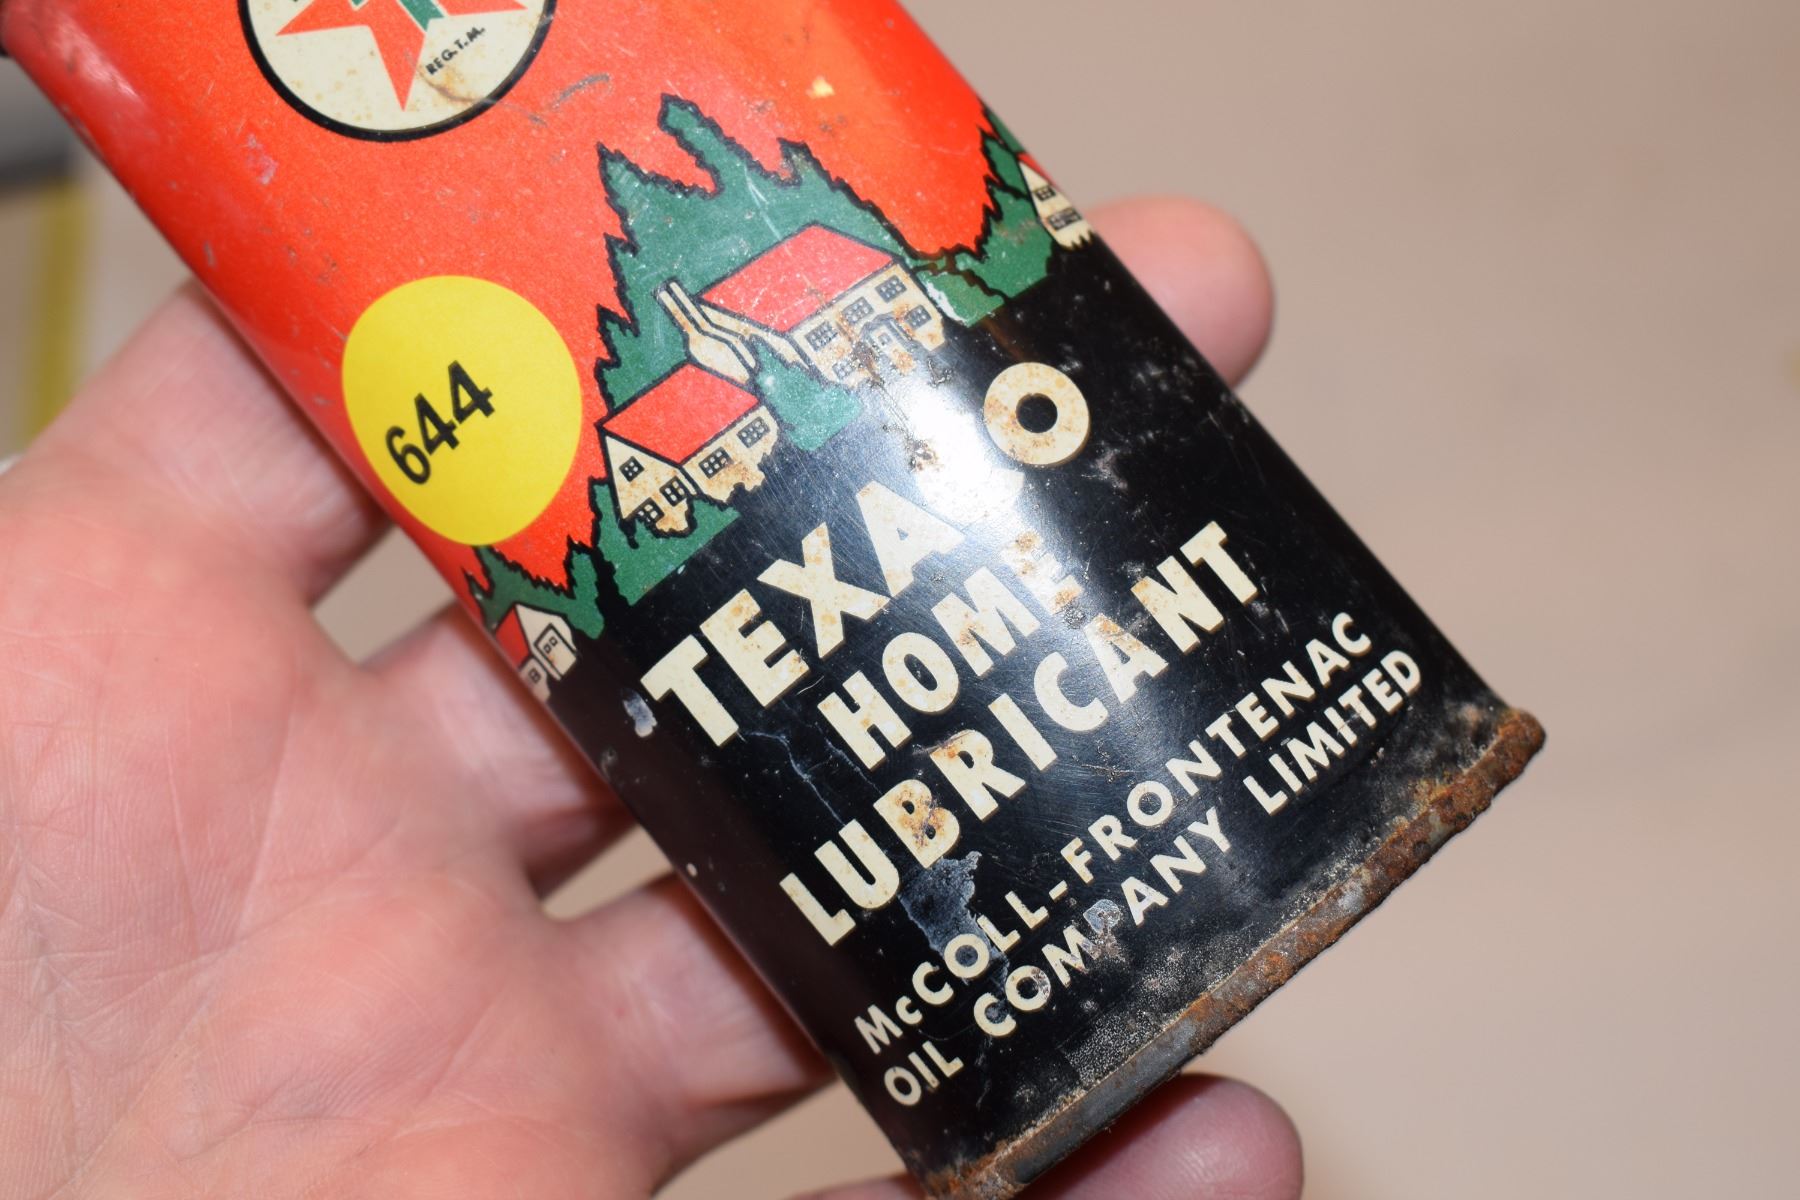 REG. T.M.
644
TEXACO
HOME
LUBRICANT
McCOLL-FRONTENAC
OIL COMPANY LIMITED